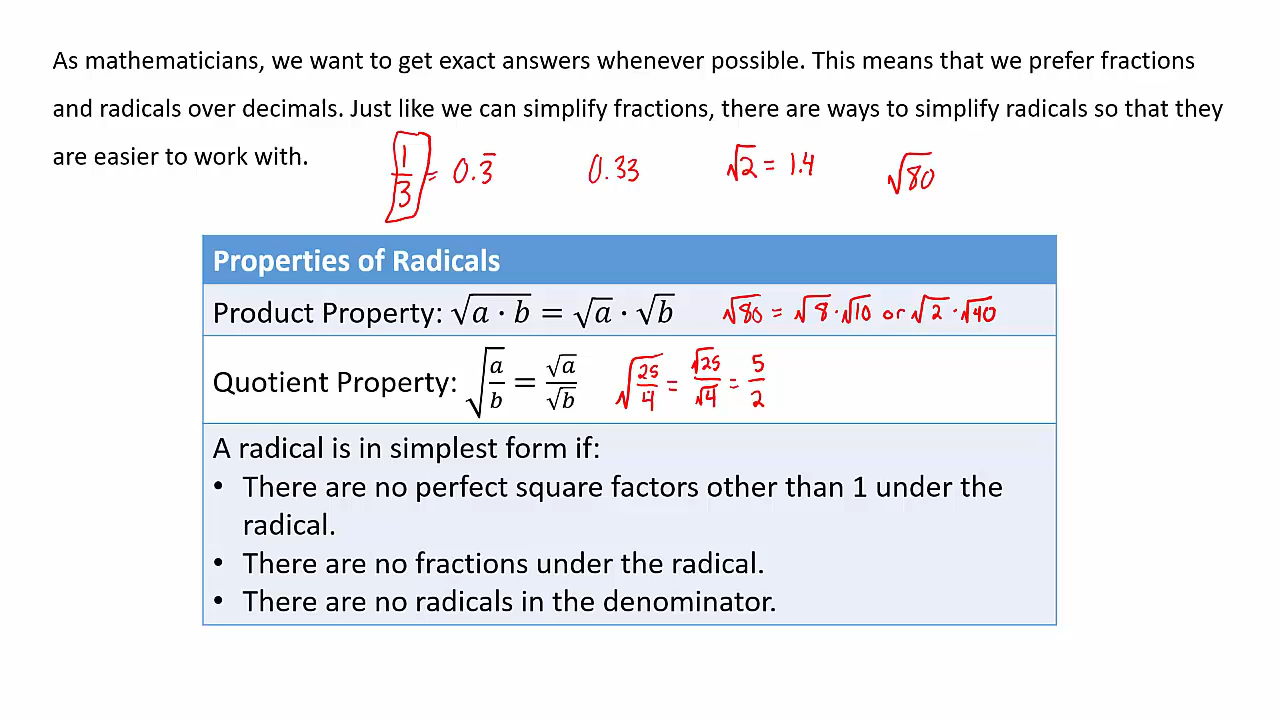 As mathematicians, we want to get exact answers whenever possible. This means that we prefer fractions
and radicals over decimals. Just like we can simplify fractions, there are ways to simplify radicals so that they
are easier to work with.
1/3 = 0.3̅ 0.33 √2 = 1.4 √80
Properties of Radicals
Product Property: √(a · b) = √a · √b √80 = √8 · √10 or √2 · √40
Quotient Property: √(a/b) = √a/√b √(25/4) = √25/√4 = 5/2
A radical is in simplest form if:
• There are no perfect square factors other than 1 under the
radical.
• There are no fractions under the radical.
• There are no radicals in the denominator.